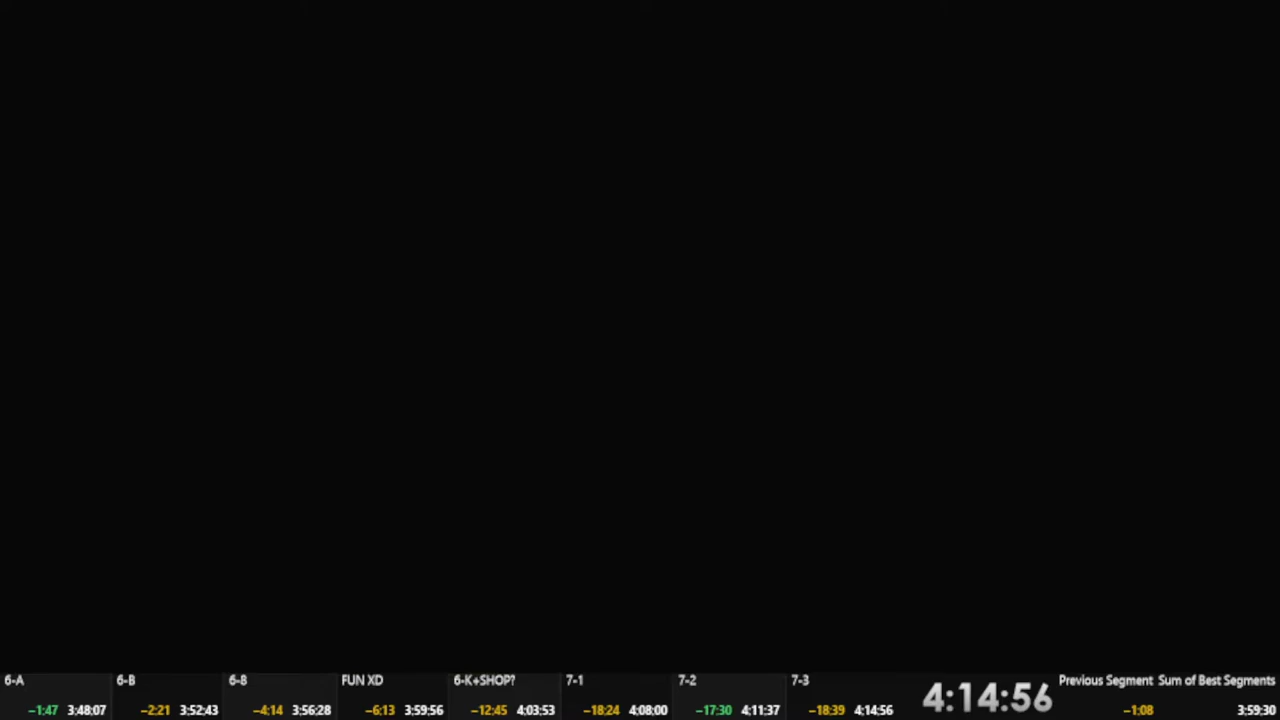 6-A
−1:47 3:48:07
6-B
−2:21 3:52:43
6-8
−4:14 3:56:28
FUN XD
−6:13 3:59:56
6-K+SHOP?
−12:45 4:03:53
7-1
−18:24 4:08:00
7-2
−17:30 4:11:37
7-3
−18:39 4:14:56
4:14:56
Previous Segment
−1:08
Sum of Best Segments
3:59:30